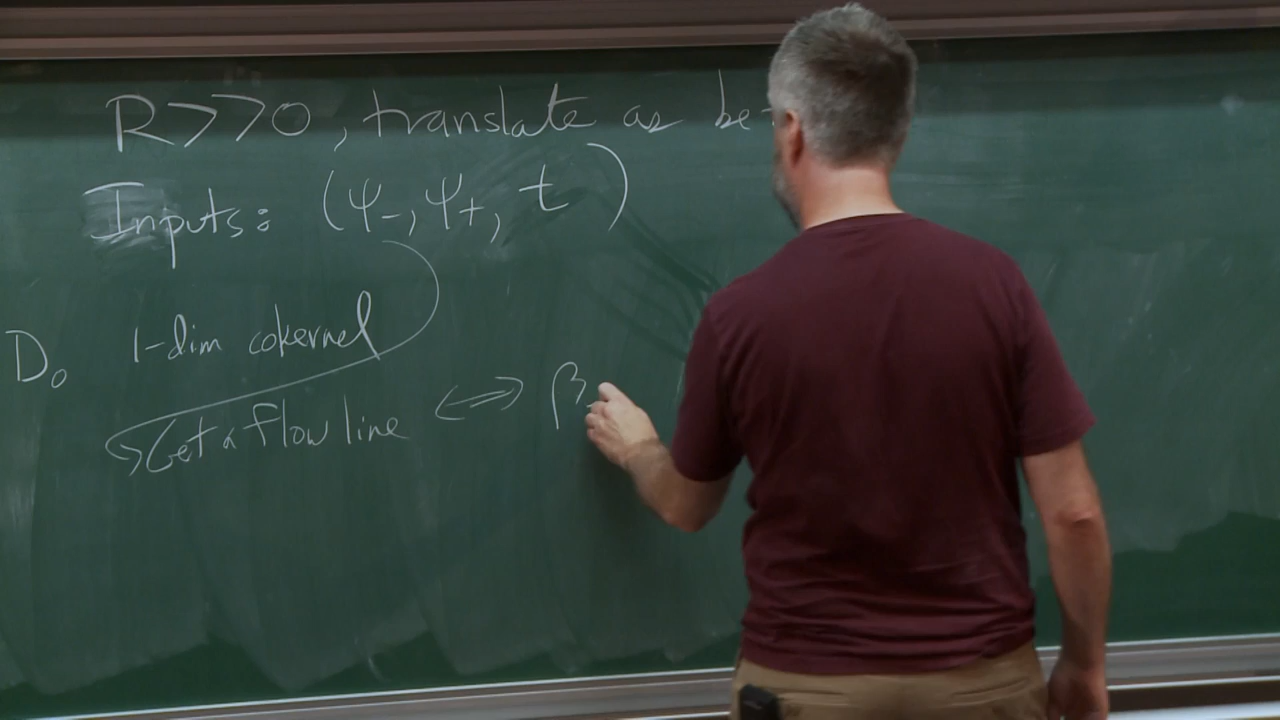 R>>0, translate as be
Inputs: (Ψ-, Ψ+, t)
D₀ 1-dim cokernel
Get a flow line ⟺ β